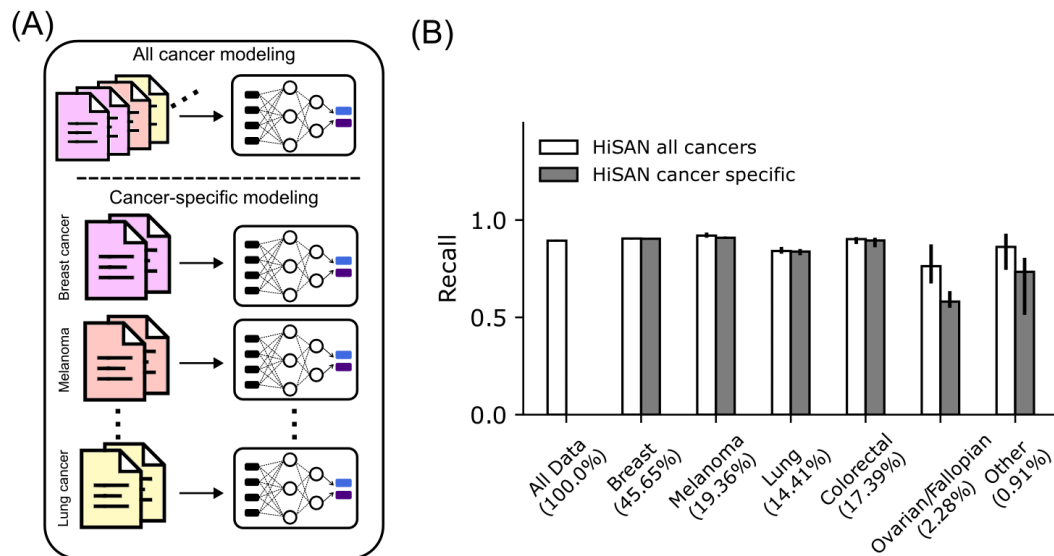 (A)
All cancer modeling
Cancer-specific modeling
Breast cancer
Melanoma
Lung cancer
(B)
HiSAN all cancers
HiSAN cancer specific
Recall
1.0
0.5
0.0
All Data
(100.0%)
Breast
(45.65%)
Melanoma
(19.36%)
Lung
(14.41%)
Colorectal
(17.39%)
Ovarian/Fallopian
(2.28%)
Other
(0.91%)